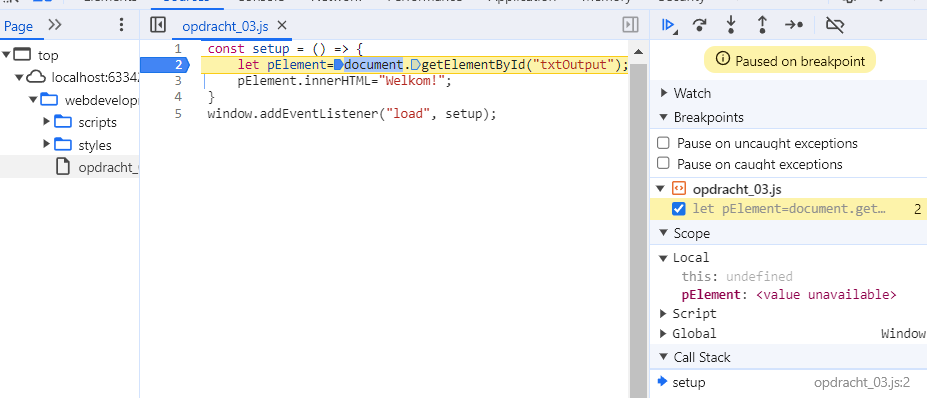 Page
top
localhost:6334
webdevelop
scripts
styles
opdracht_
opdracht_03.js
1 const setup = () => {
2 let pElement=document.getElementById("txtOutput");
3 pElement.innerHTML="Welkom!";
4 }
5 window.addEventListener("load", setup);
Paused on breakpoint
Watch
Breakpoints
Pause on uncaught exceptions
Pause on caught exceptions
opdracht_03.js
let pElement=document.get… 2
Scope
Local
this: undefined
pElement: <value unavailable>
Script
Global Window
Call Stack
setup opdracht_03.js:2